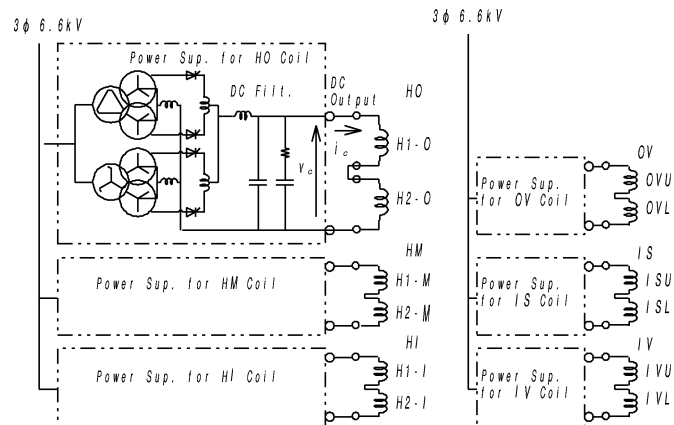 3ϕ 6.6kV
Power Sup. for HO Coil
DC Filt.
DC
Output
HO
H1-O
i_c
v_c
H2-O
HM
Power Sup. for HM Coil
H1-M
H2-M
HI
Power Sup. for HI Coil
H1-I
H2-I
3ϕ 6.6kV
OV
Power Sup.
for OV Coil
OVU
OVL
IS
Power Sup.
for IS Coil
ISU
ISL
IV
Power Sup.
for IV Coil
IVU
IVL